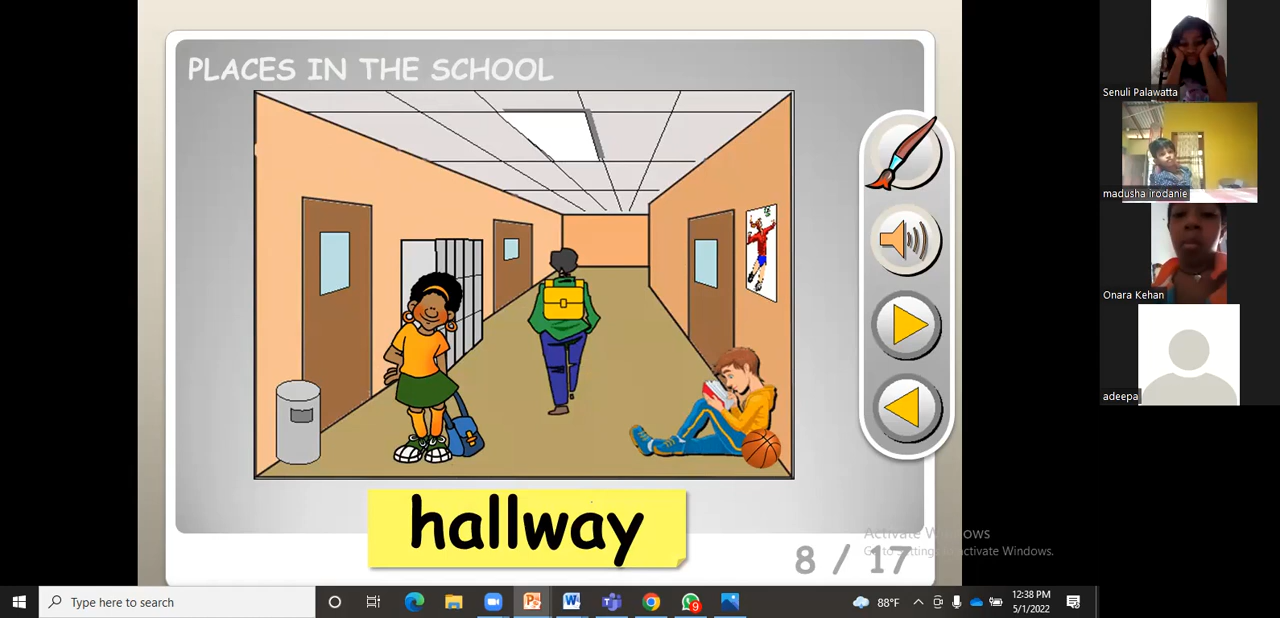 PLACES IN THE SCHOOL
hallway
8 / 17
Activate Windows
Go to Settings to activate Windows.
Senuli Palawatta
madusha irodanie
Onara Kehan
adeepa
Type here to search
9
88°F
12:38 PM
5/1/2022